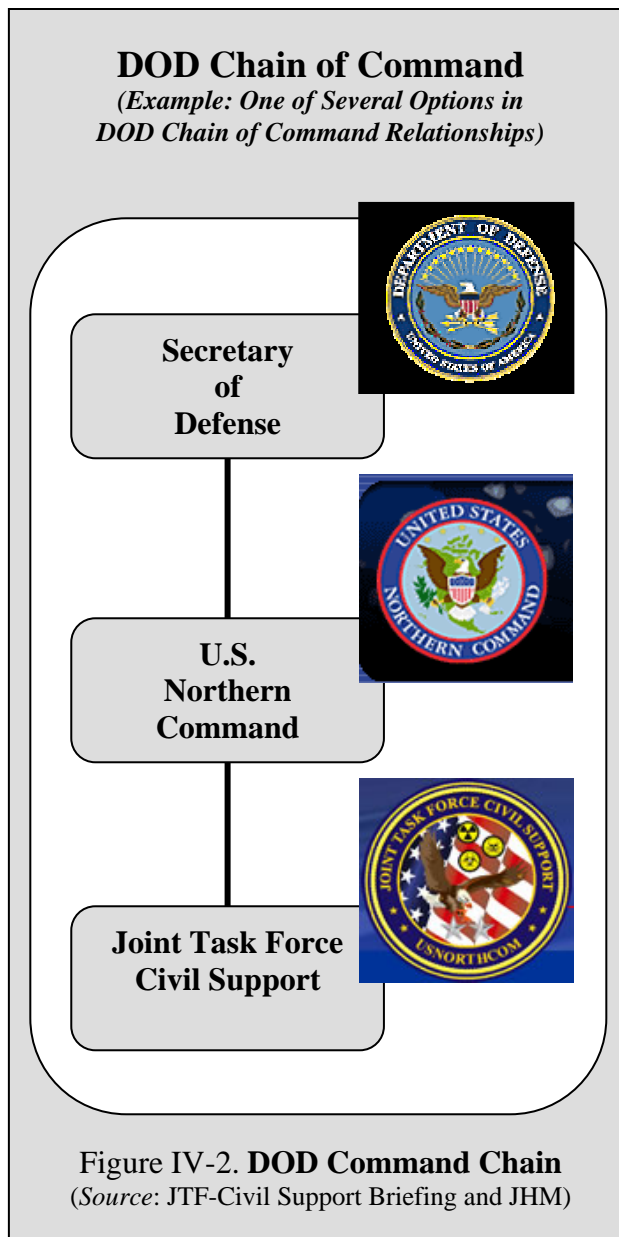 DOD Chain of Command
(Example: One of Several Options in
DOD Chain of Command Relationships)
DEPARTMENT OF DEFENSE
UNITED STATES OF AMERICA
Secretary
of
Defense
UNITED STATES
NORTHERN COMMAND
U.S.
Northern
Command
JOINT TASK FORCE CIVIL SUPPORT
USNORTHCOM
Joint Task Force
Civil Support
Figure IV-2. DOD Command Chain
(Source: JTF-Civil Support Briefing and JHM)